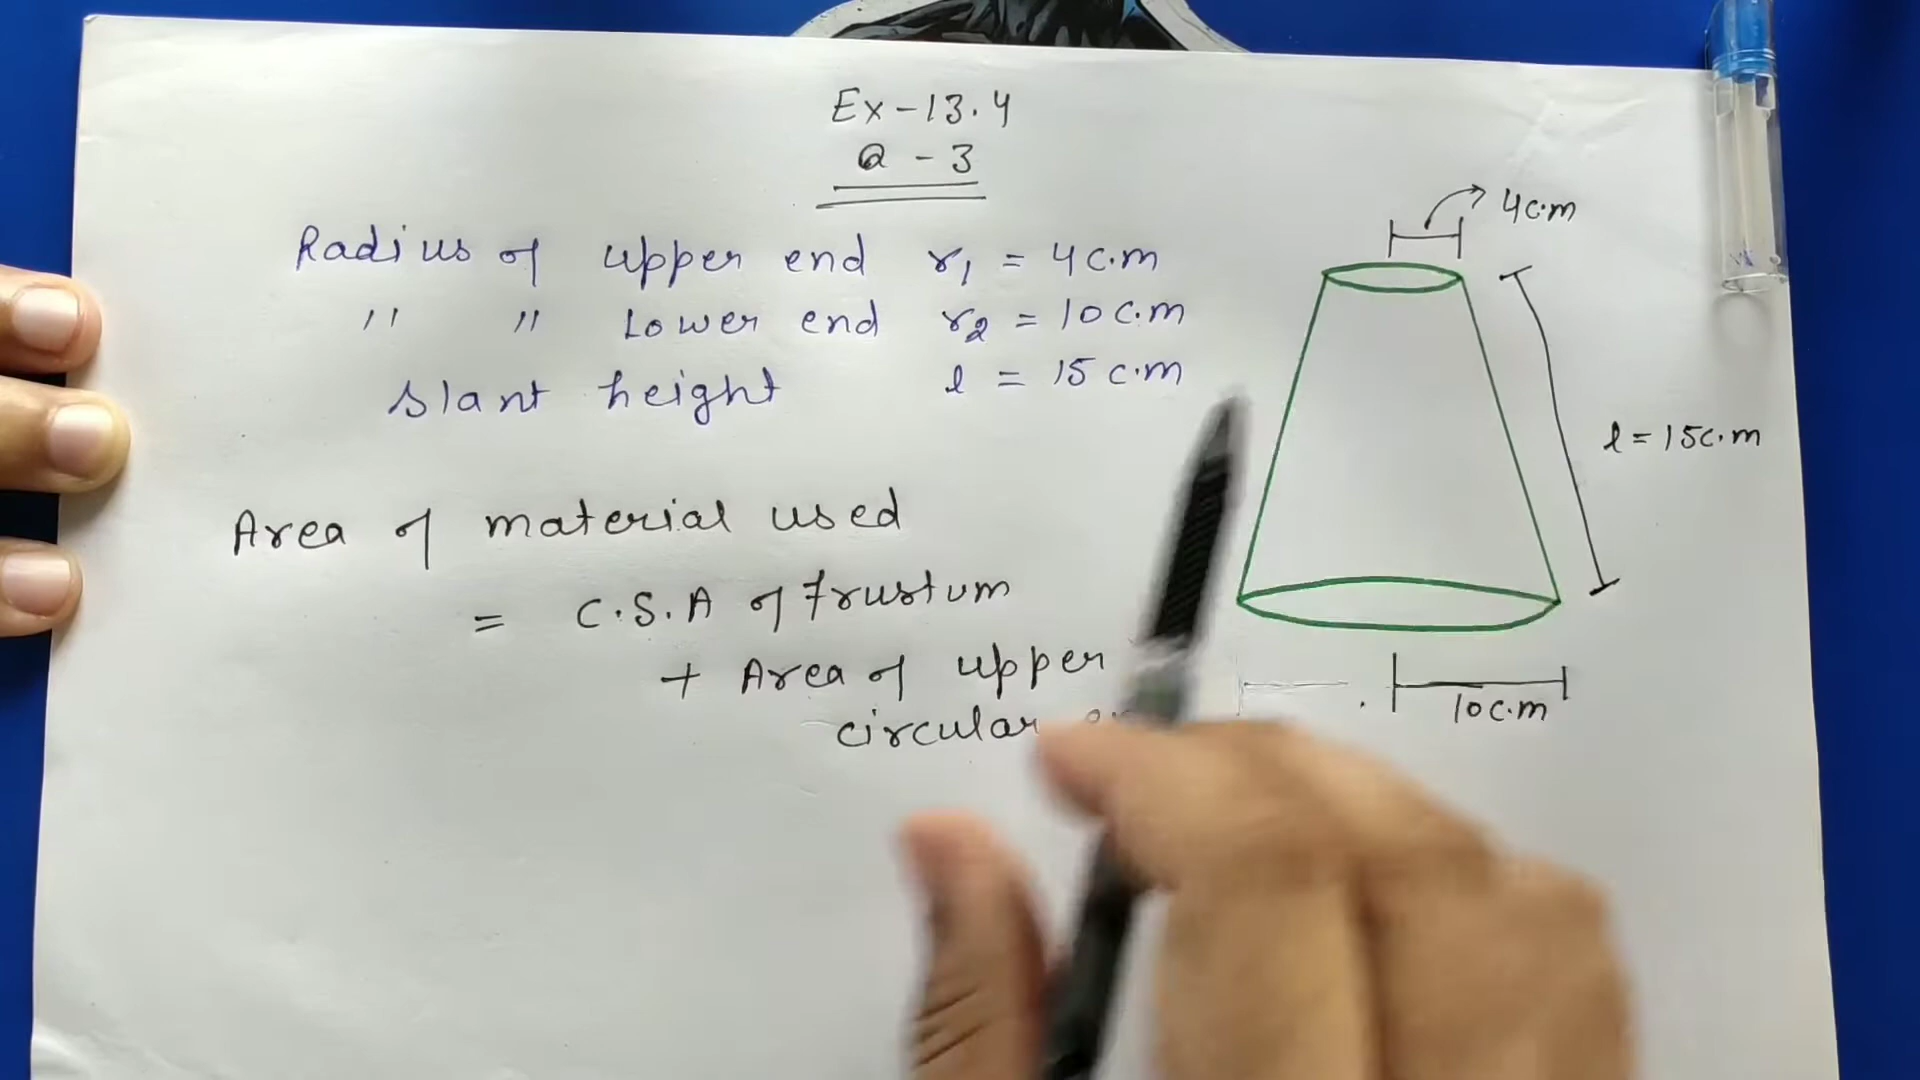 Ex-13.4
Q-3
Radius of upper end r₁ = 4c.m
" " Lower end r₂ = 10c.m
slant height l = 15 c.m
Area of material used
= C.S.A of frustum
+ Area of upper
circular
4c.m
l = 15c.m
10c.m